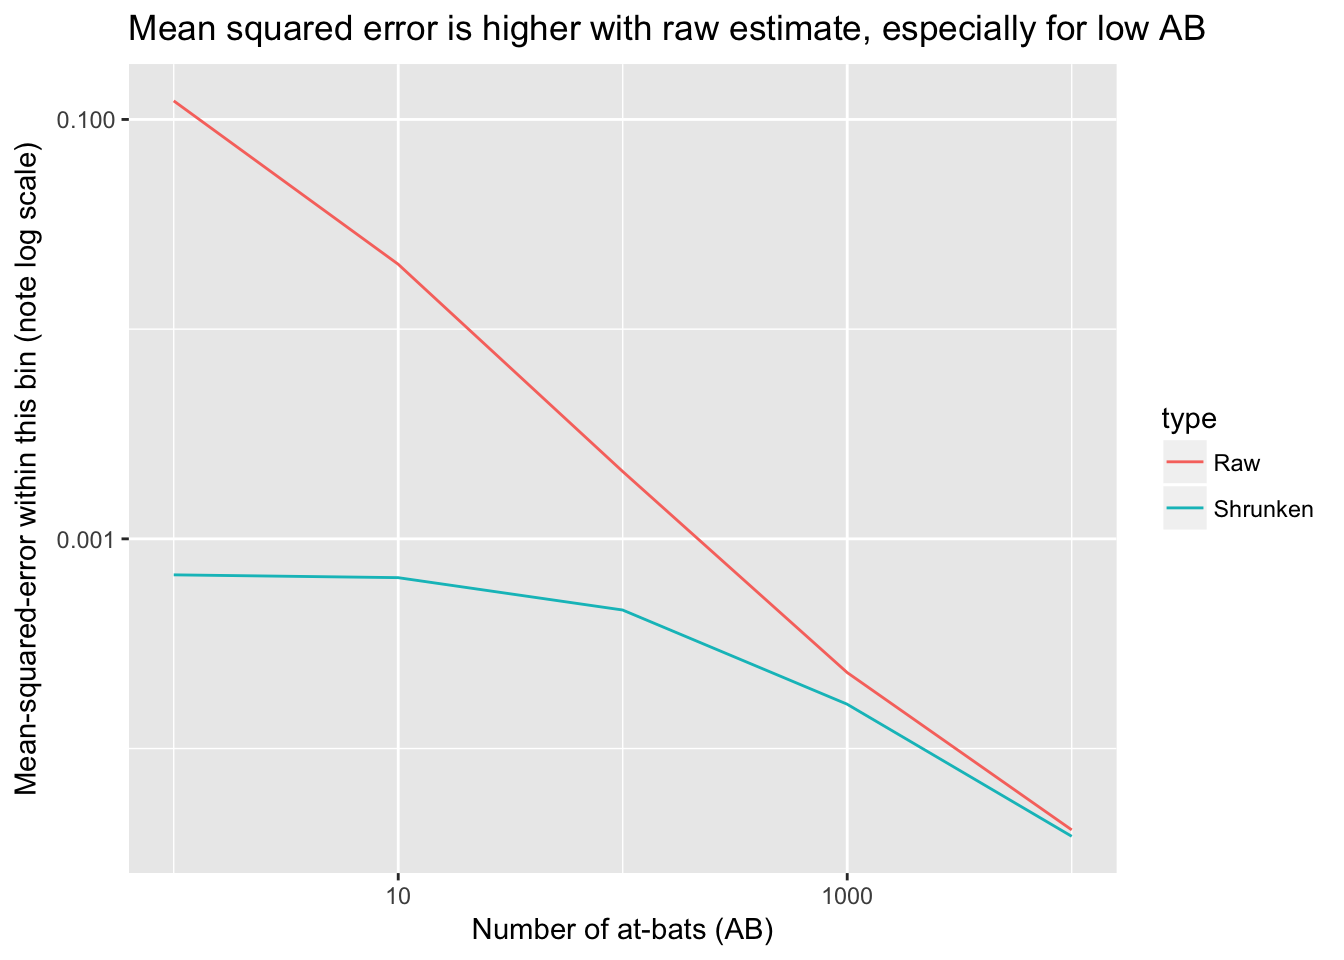 Mean squared error is higher with raw estimate, especially for low AB
Mean-squared-error within this bin (note log scale)
0.100
0.001
10
1000
Number of at-bats (AB)
type
Raw
Shrunken